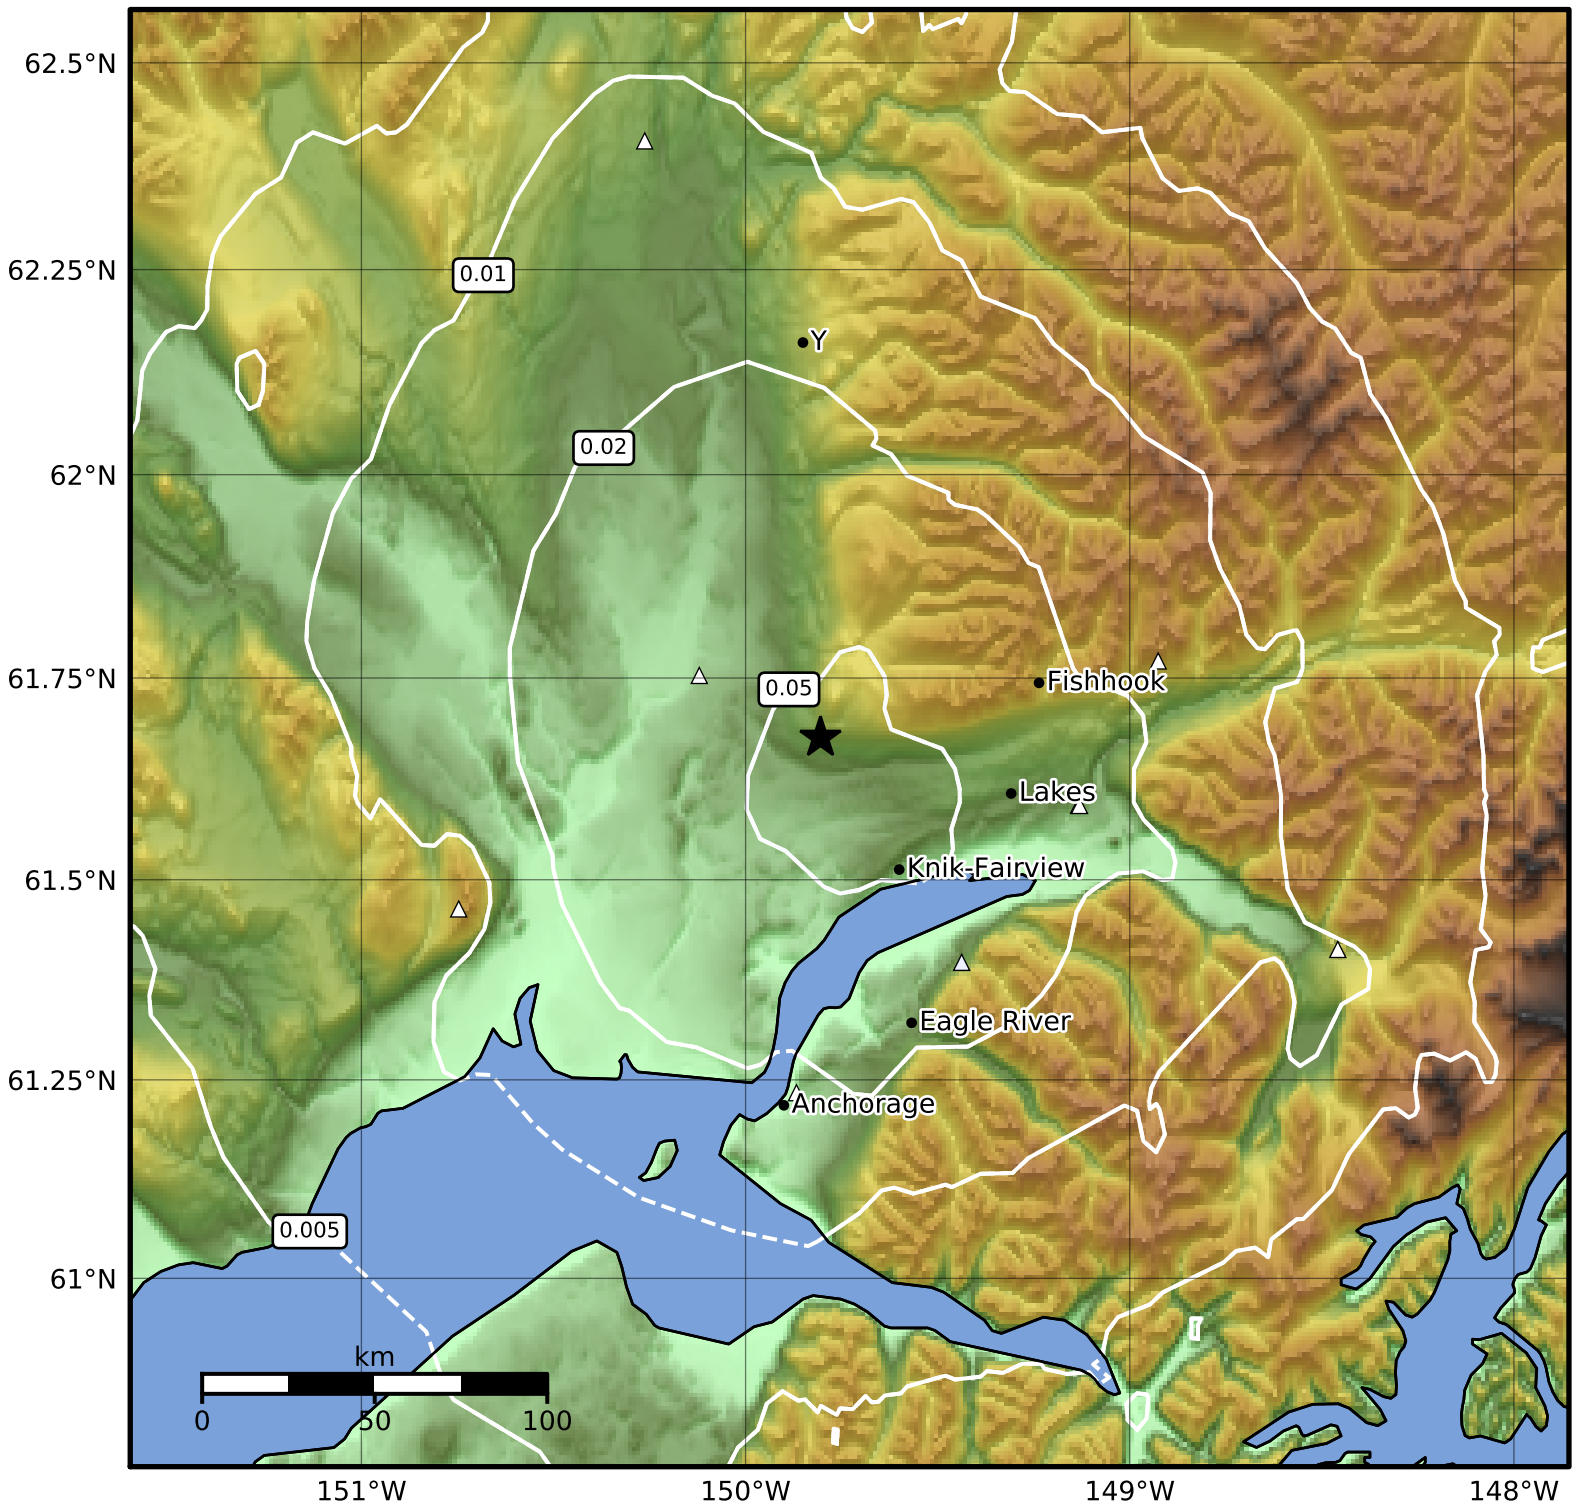 62.5°N
62.25°N
62°N
61.75°N
61.5°N
61.25°N
61°N
0.01
Y
0.02
Fishhook
0.05
Lakes
Knik-Fairview
Eagle River
Anchorage
0.005
km
0 50 100
151°W 150°W 149°W 148°W